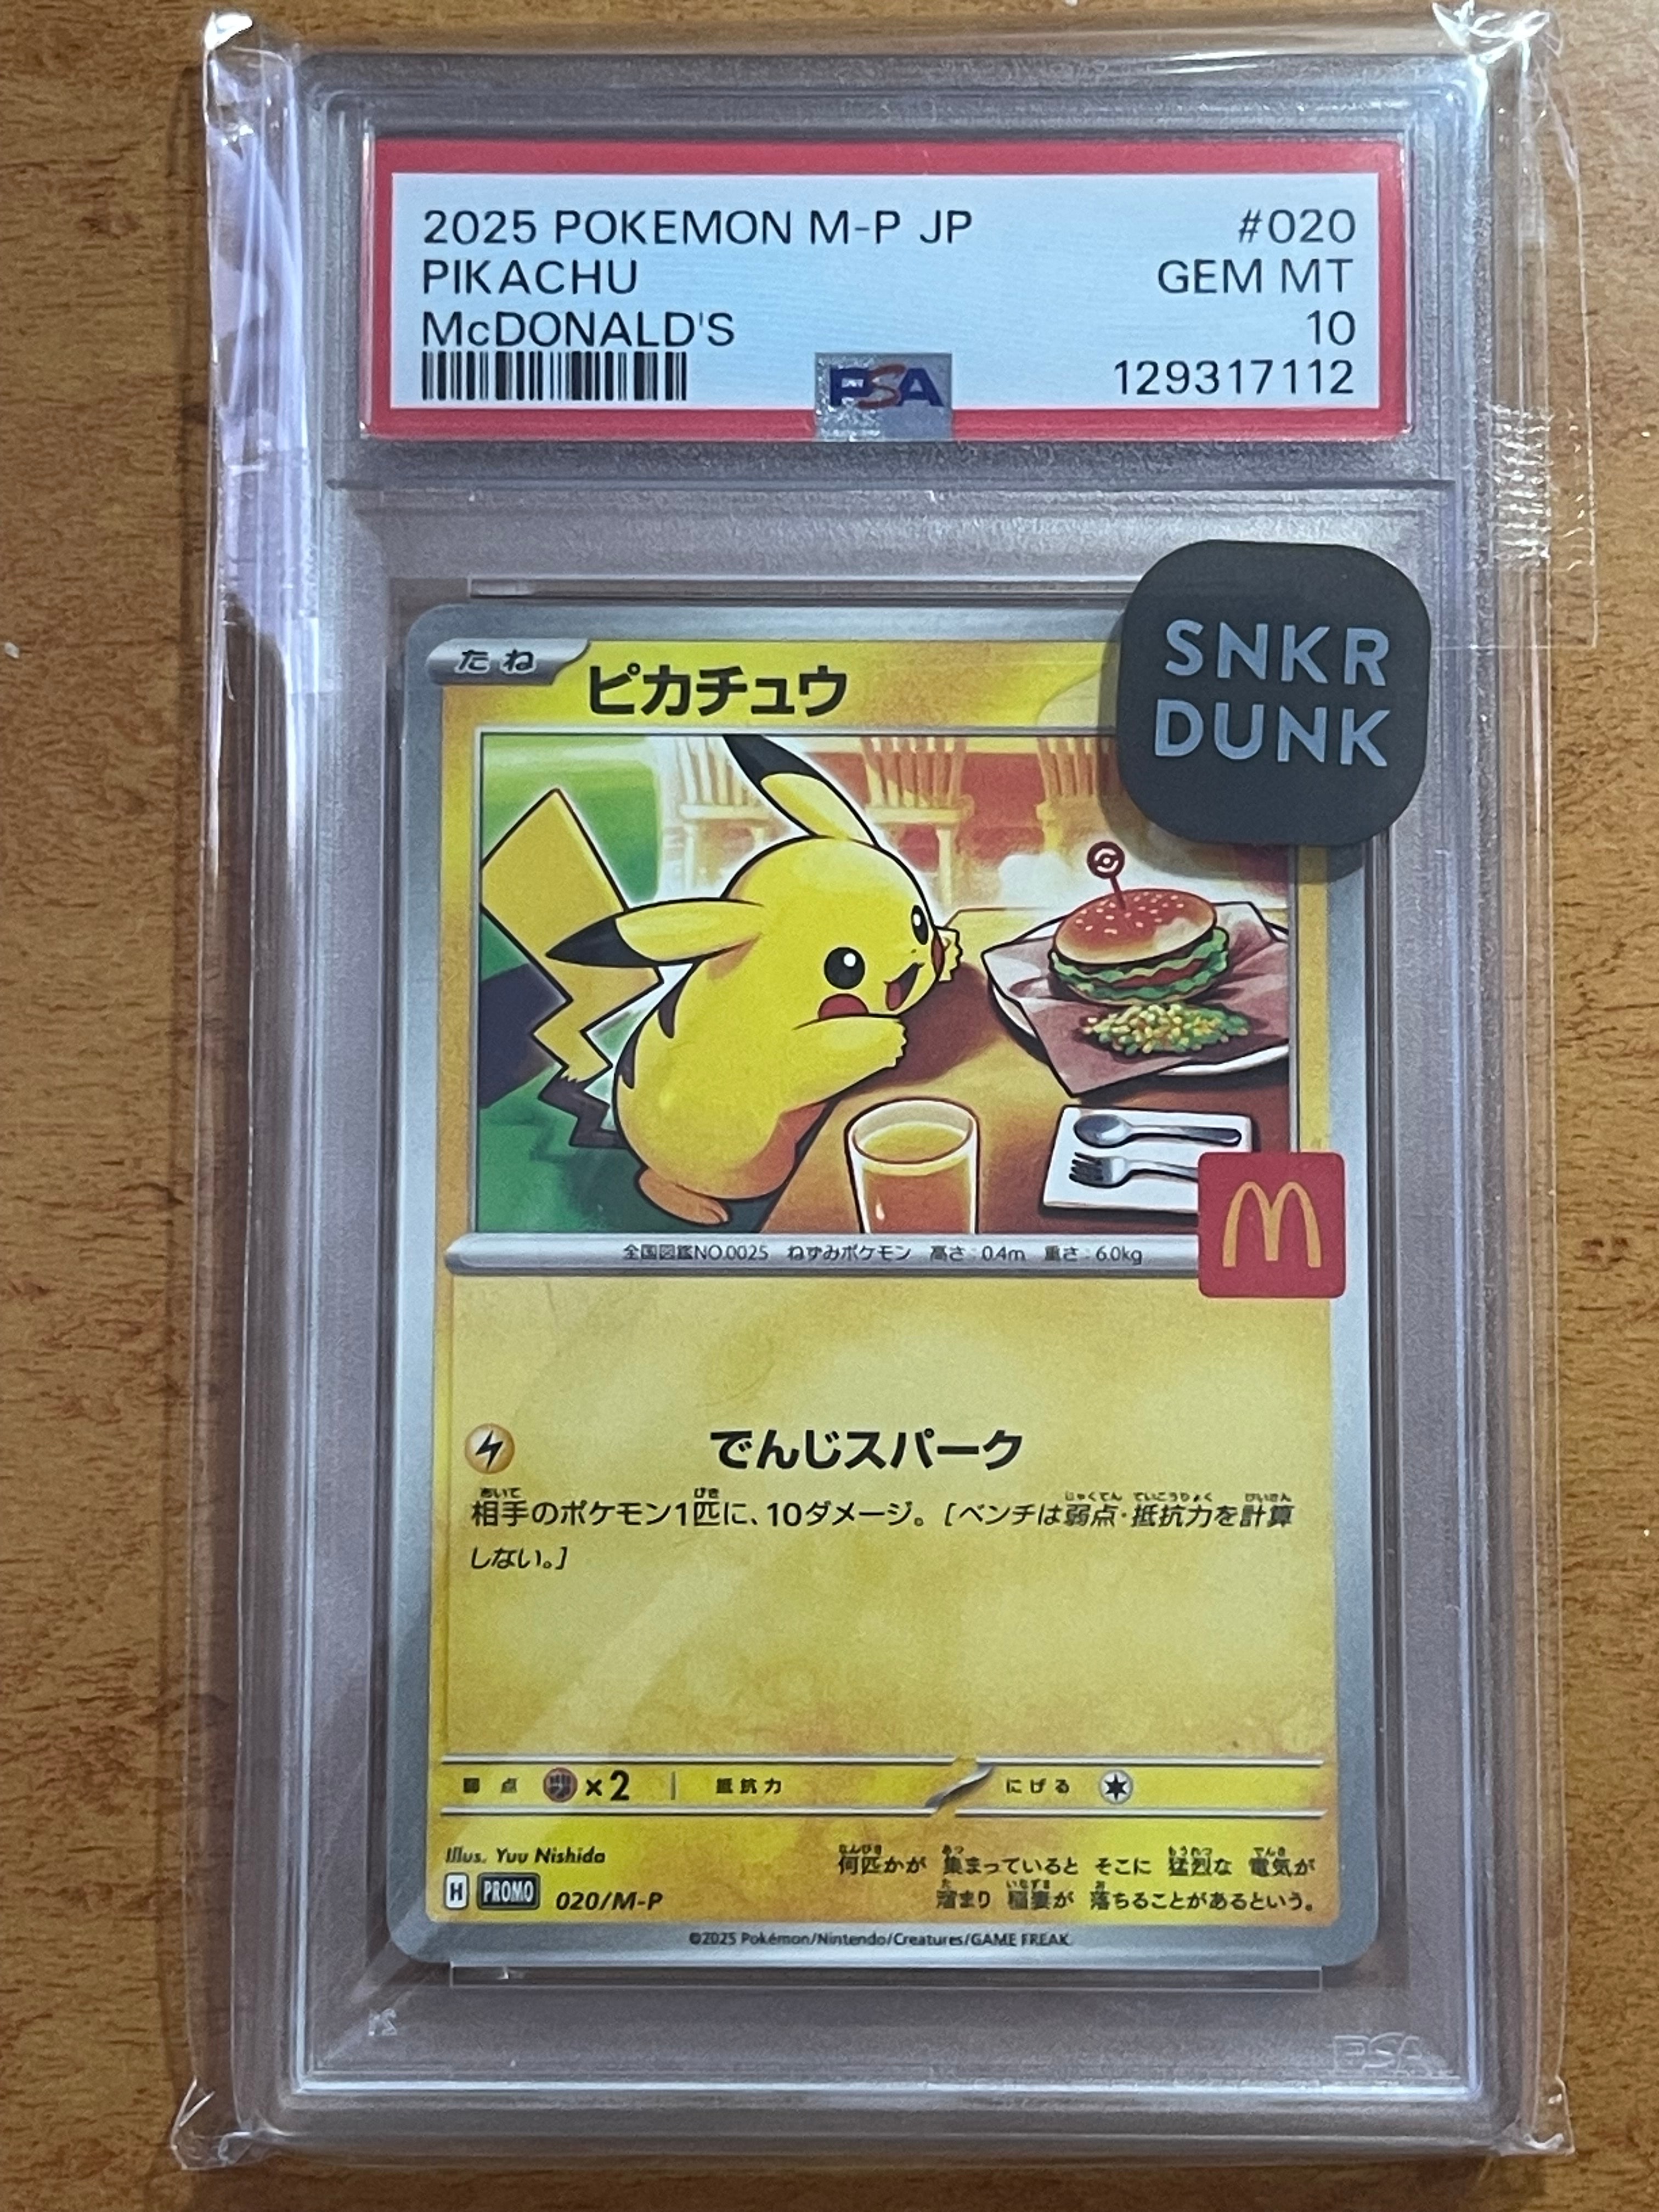 2025 POKEMON M-P JP #020
PIKACHU GEM MT
McDONALD'S 10
PSA 129317112
SNKR
DUNK
たね ピカチュウ
全国図鑑NO.0025 ねずみポケモン 高さ:0.4m 重さ:6.0kg
でんじスパーク
相手のポケモン1匹に、10ダメージ。[ベンチは弱点・抵抗力を計算
しない。]
弱点 ×2 抵抗力 にげる
Illus. Yuu Nishida
何匹かが 集まっていると そこに 猛烈な 電気が
溜まり 稲妻が 落ちることがあるという。
H PROMO 020/M-P
©2025 Pokémon/Nintendo/Creatures/GAME FREAK
PSA